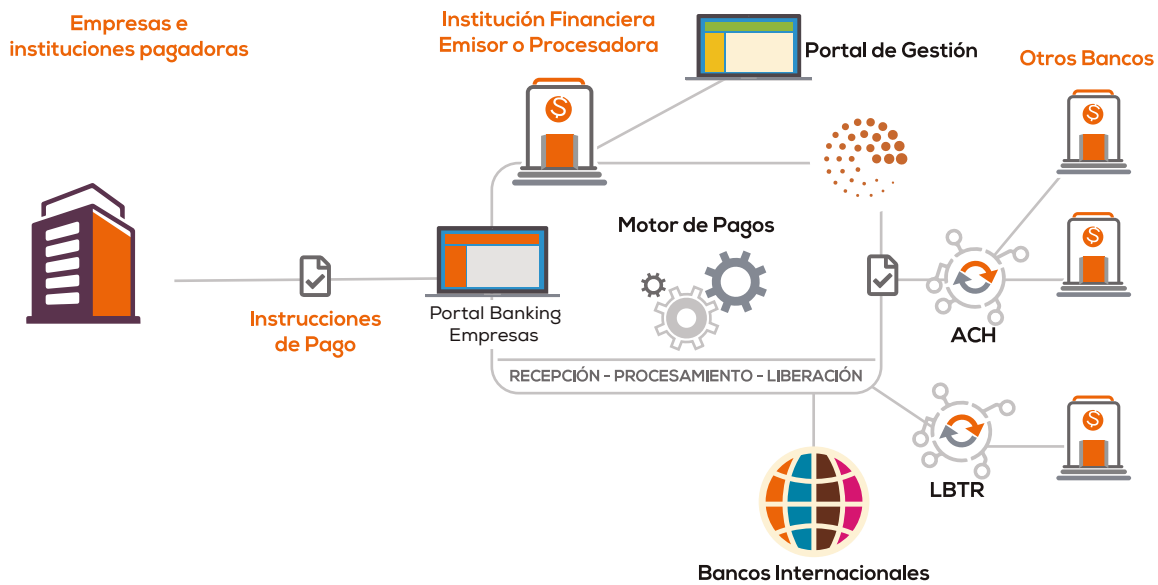 Empresas e
instituciones pagadoras
Institución Financiera
Emisor o Procesadora
Portal de Gestión
Otros Bancos
$
$
$
$
Motor de Pagos
Instrucciones
de Pago
Portal Banking
Empresas
ACH
RECEPCIÓN - PROCESAMIENTO - LIBERACIÓN
LBTR
Bancos Internacionales